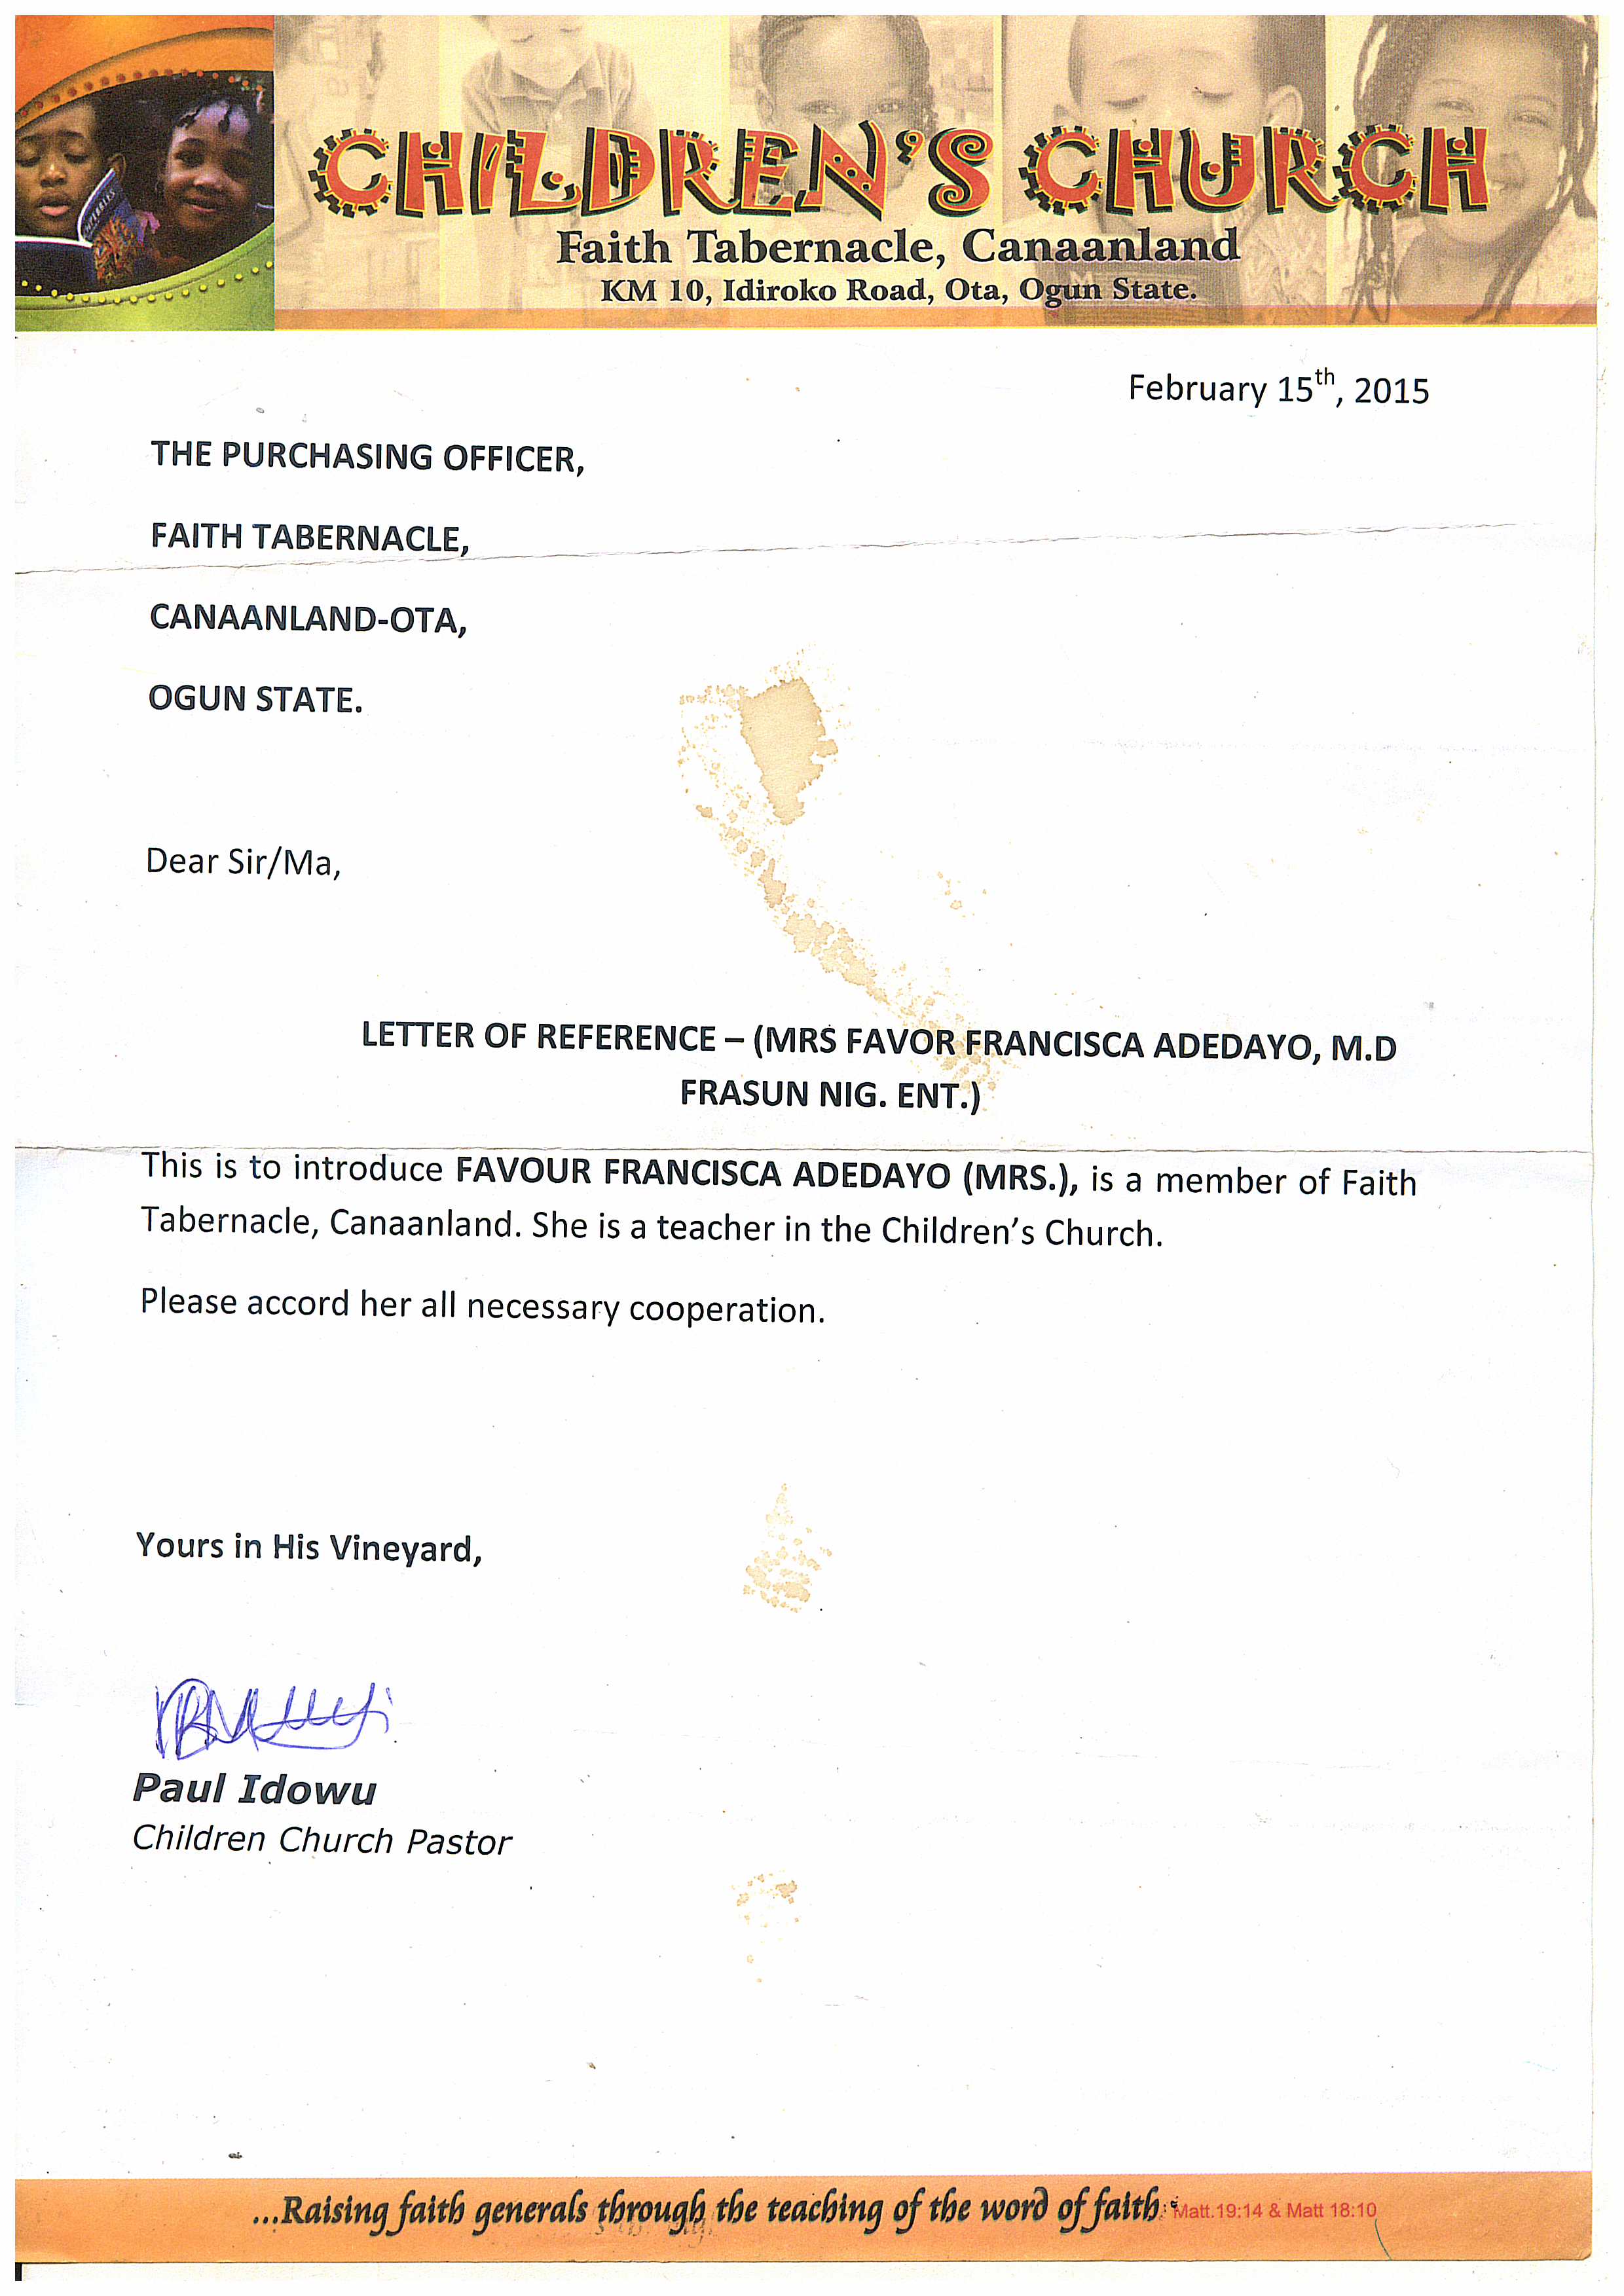 CHILDREN'S CHURCH
Faith Tabernacle, Canaanland
KM 10, Idiroko Road, Ota, Ogun State.
February 15th, 2015
THE PURCHASING OFFICER,
FAITH TABERNACLE,
CANAANLAND-OTA,
OGUN STATE.
Dear Sir/Ma,
LETTER OF REFERENCE – (MRS FAVOR FRANCISCA ADEDAYO, M.D
FRASUN NIG. ENT.)
This is to introduce FAVOUR FRANCISCA ADEDAYO (MRS.), is a member of Faith
Tabernacle, Canaanland. She is a teacher in the Children's Church.
Please accord her all necessary cooperation.
Yours in His Vineyard,
Paul Idowu
Children Church Pastor
...Raising faith generals through the teaching of the word of faith. Matt.19:14 & Matt 18:10